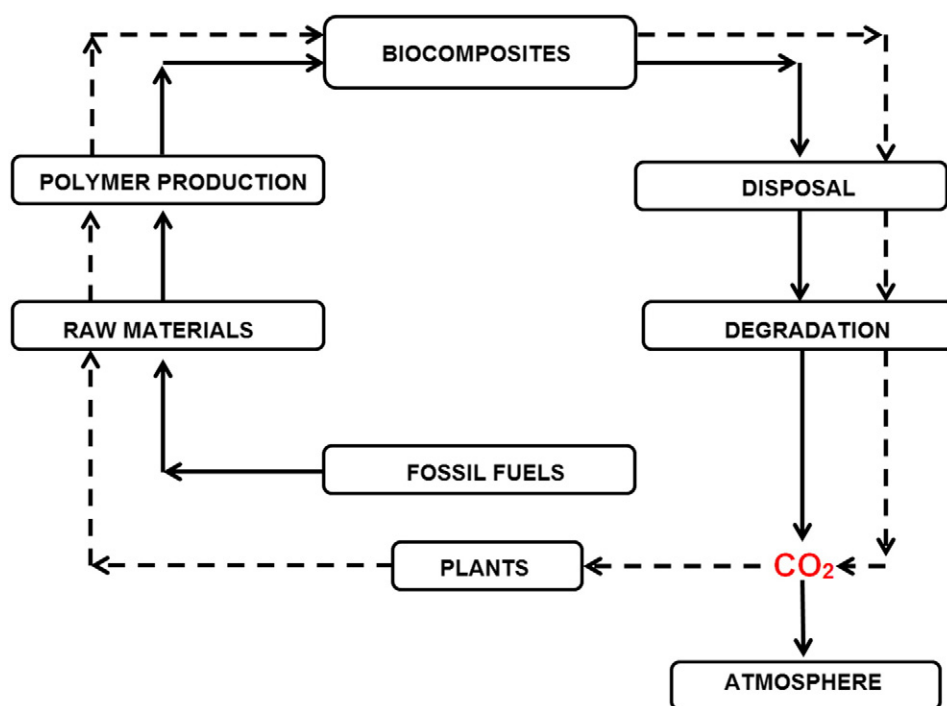 BIOCOMPOSITES
POLYMER PRODUCTION
DISPOSAL
RAW MATERIALS
DEGRADATION
FOSSIL FUELS
PLANTS
CO₂
ATMOSPHERE